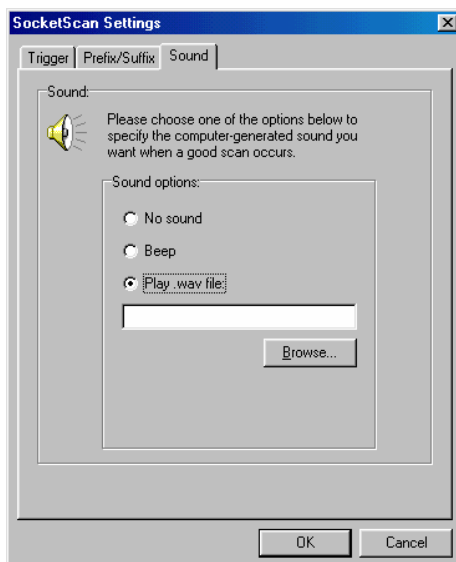 SocketScan Settings
Trigger Prefix/Suffix Sound
Sound:
Please choose one of the options below to
specify the computer-generated sound you
want when a good scan occurs.
Sound options:
No sound
Beep
Play .wav file:
Browse...
OK Cancel